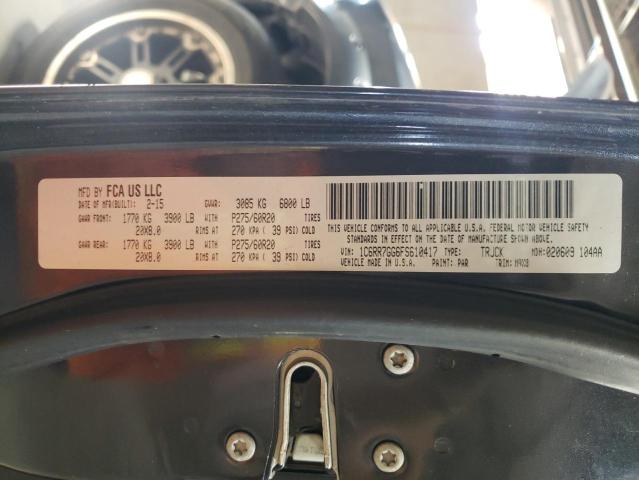 MFD BY FCA US LLC
DATE OF MFR(BUILT): 2-15 GVWR: 3085 KG 6800 LB
GAWR FRONT: 1770 KG 3900 LB WITH P275/60R20 TIRES
20X8.0 RIMS AT 270 KPA ( 39 PSI) COLD
GAWR REAR: 1770 KG 3900 LB WITH P275/60R20 TIRES
20X8.0 RIMS AT 270 KPA ( 39 PSI) COLD
THIS VEHICLE CONFORMS TO ALL APPLICABLE U.S.A. FEDERAL MOTOR VEHICLE SAFETY
STANDARDS IN EFFECT ON THE DATE OF MANUFACTURE SHOWN ABOVE.
VIN: 1C6RR7GG6FS610417 TYPE: TRUCK MDH: 020609 104AA
VEHICLE MADE IN U.S.A. PAINT: PAR TRIM: